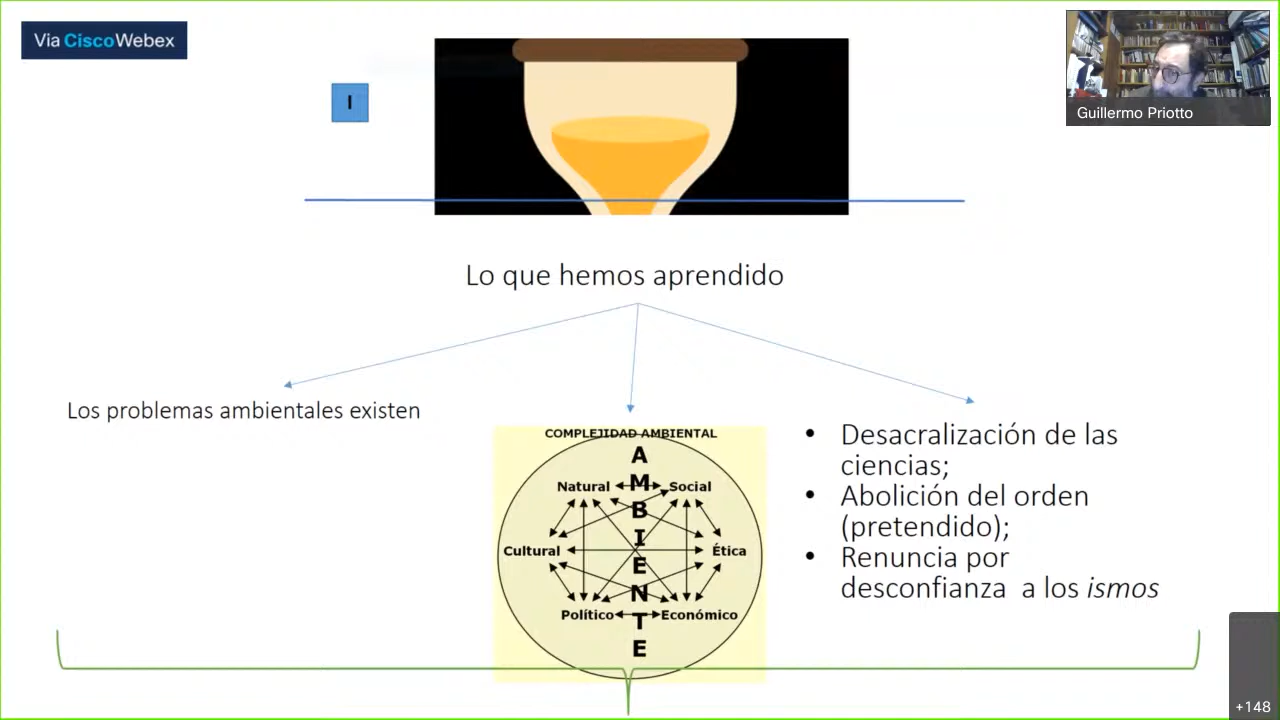 Via CiscoWebex
Guillermo Priotto
I
Lo que hemos aprendido
Los problemas ambientales existen
COMPLEJIDAD AMBIENTAL
AMBIENTE
Natural
Social
Cultural
Ética
Político
Económico
• Desacralización de las
ciencias;
• Abolición del orden
(pretendido);
• Renuncia por
desconfianza a los ismos
+148